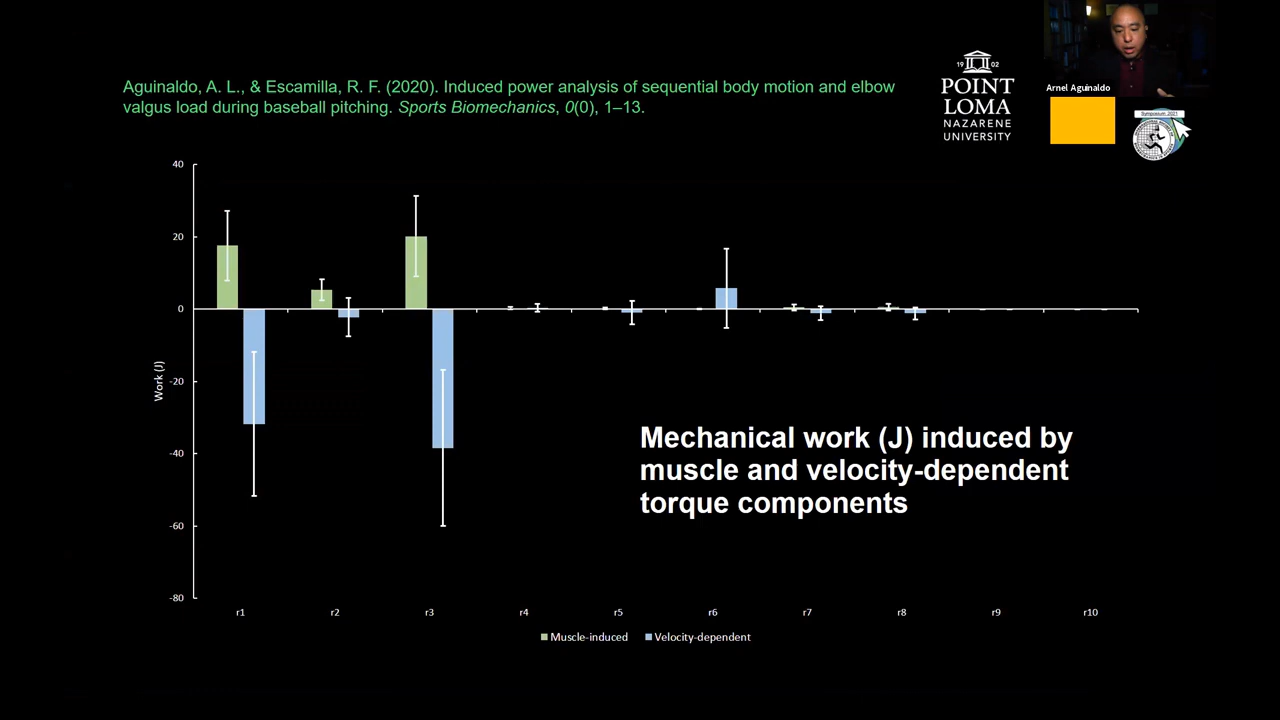 Aguinaldo, A. L., & Escamilla, R. F. (2020). Induced power analysis of sequential body motion and elbow
valgus load during baseball pitching. Sports Biomechanics, 0(0), 1–13.
19 02
POINT
LOMA
NAZARENE
UNIVERSITY
Arnel Aguinaldo
Symposium 2021
40
20
0
-20
-40
-60
-80
Work (J)
Mechanical work (J) induced by
muscle and velocity-dependent
torque components
r1 r2 r3 r4 r5 r6 r7 r8 r9 r10
Muscle-induced Velocity-dependent